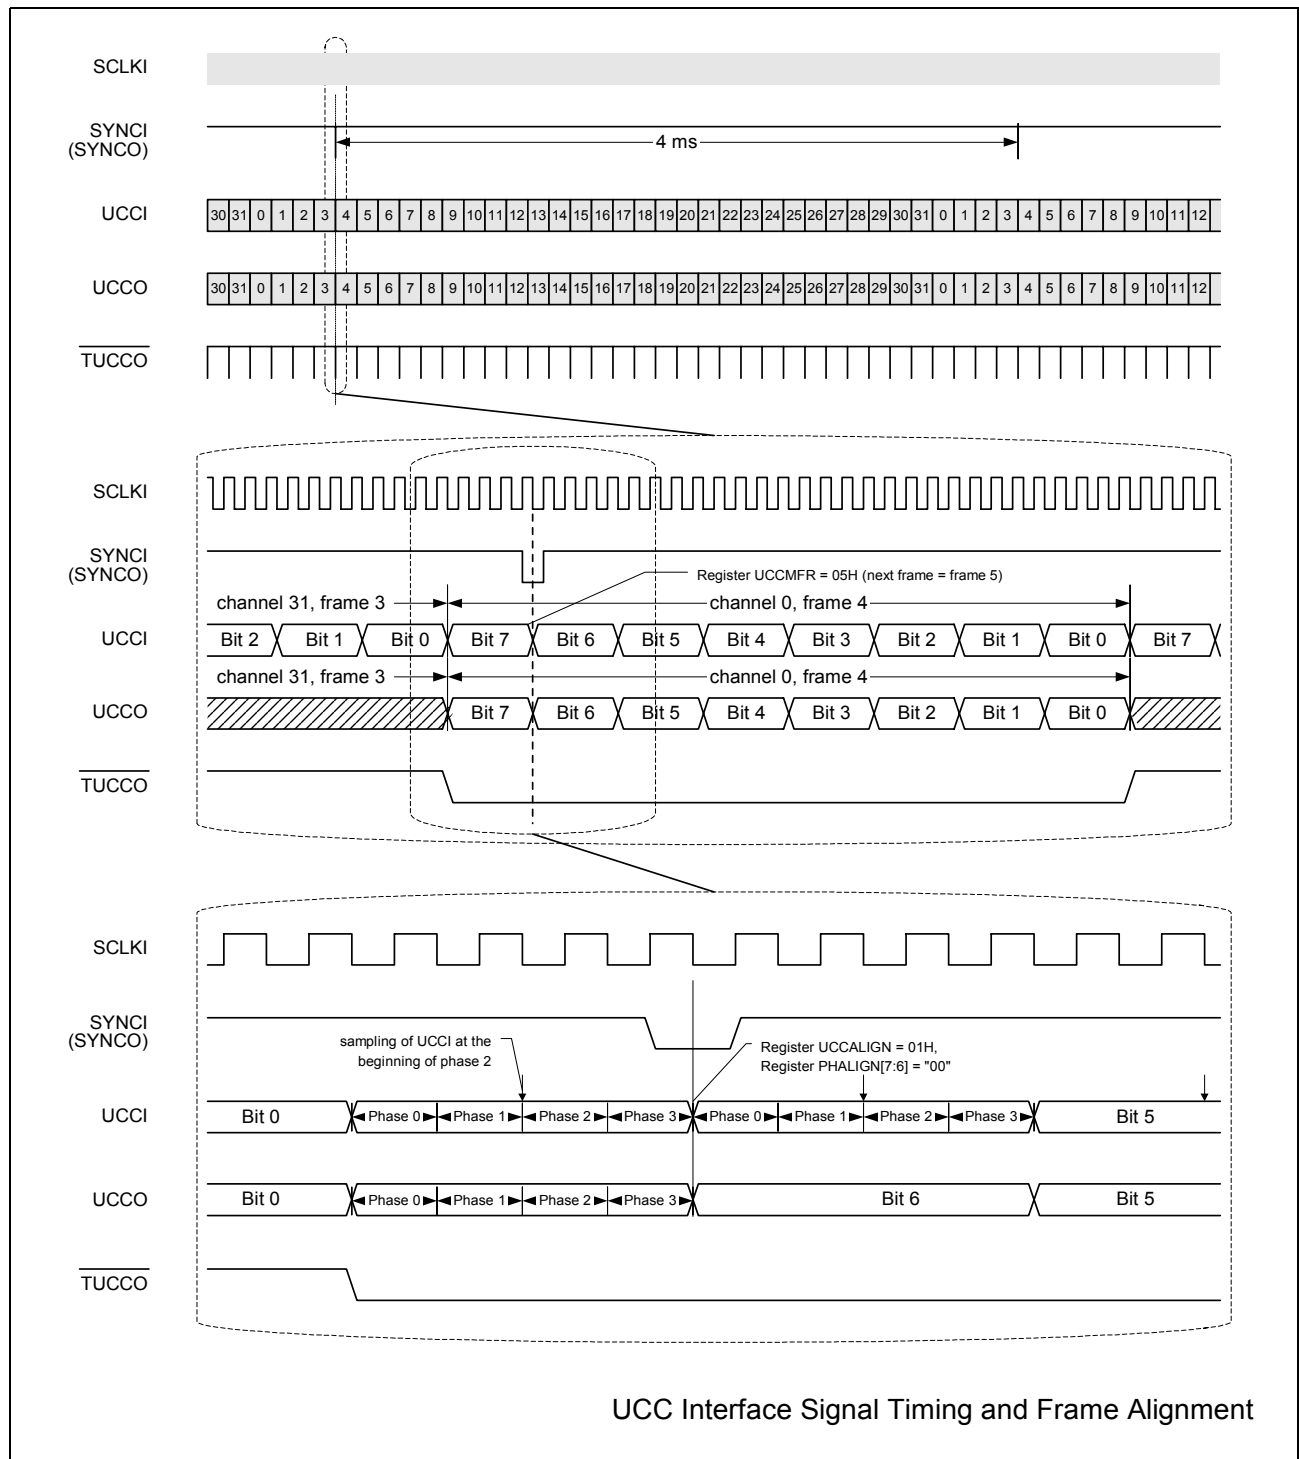 SCLKI
SYNCI
(SYNCO)
4 ms
UCCI
30 31 0 1 2 3 4 5 6 7 8 9 10 11 12 13 14 15 16 17 18 19 20 21 22 23 24 25 26 27 28 29 30 31 0 1 2 3 4 5 6 7 8 9 10 11 12
UCCO
30 31 0 1 2 3 4 5 6 7 8 9 10 11 12 13 14 15 16 17 18 19 20 21 22 23 24 25 26 27 28 29 30 31 0 1 2 3 4 5 6 7 8 9 10 11 12
TUCCO
SCLKI
SYNCI
(SYNCO)
Register UCCMFR = 05H (next frame = frame 5)
channel 31, frame 3 channel 0, frame 4
UCCI
Bit 2 Bit 1 Bit 0 Bit 7 Bit 6 Bit 5 Bit 4 Bit 3 Bit 2 Bit 1 Bit 0 Bit 7
channel 31, frame 3 channel 0, frame 4
UCCO
Bit 7 Bit 6 Bit 5 Bit 4 Bit 3 Bit 2 Bit 1 Bit 0
TUCCO
SCLKI
SYNCI
(SYNCO)
sampling of UCCI at the
beginning of phase 2
Register UCCALIGN = 01H,
Register PHALIGN[7:6] = "00"
UCCI
Bit 0 Phase 0 Phase 1 Phase 2 Phase 3 Phase 0 Phase 1 Phase 2 Phase 3 Bit 5
UCCO
Bit 0 Phase 0 Phase 1 Phase 2 Phase 3 Bit 6 Bit 5
TUCCO
UCC Interface Signal Timing and Frame Alignment